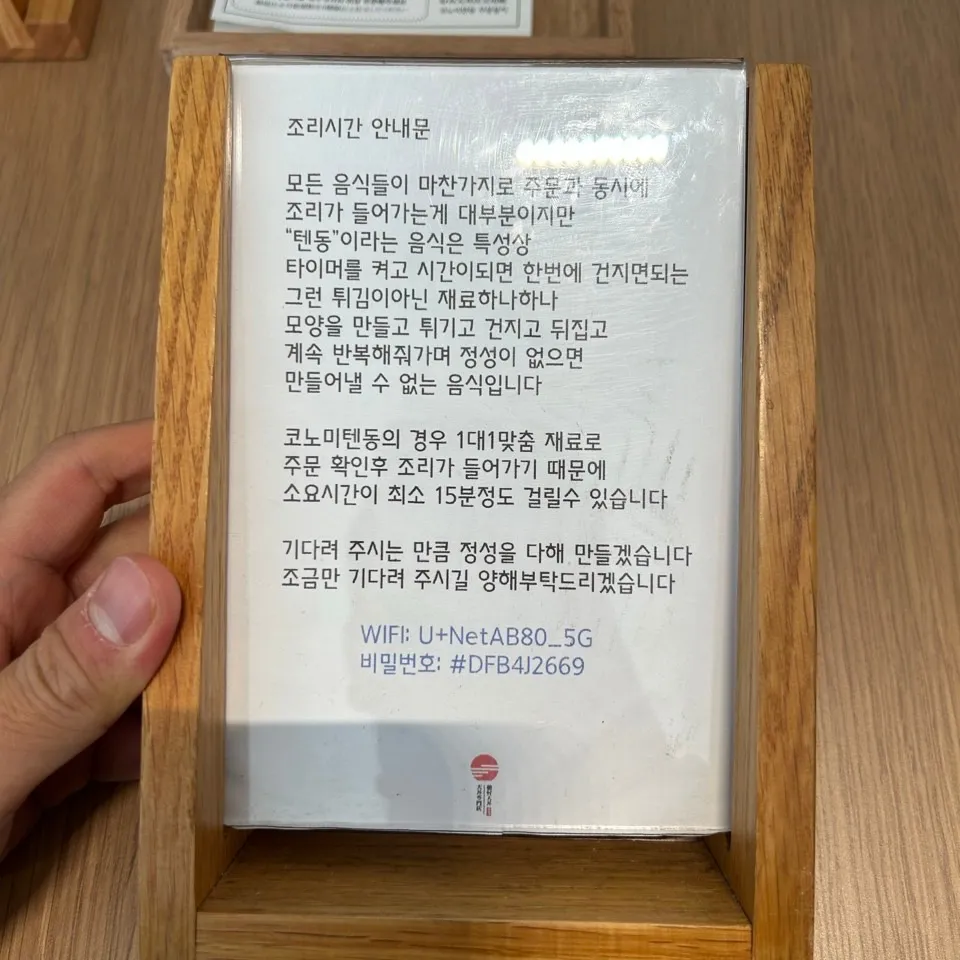 조리시간 안내문
모든 음식들이 마찬가지로 주문과 동시에
조리가 들어가는게 대부분이지만
“텐동”이라는 음식은 특성상
타이머를 켜고 시간이되면 한번에 건지면되는
그런 튀김이아닌 재료하나하나
모양을 만들고 튀기고 건지고 뒤집고
계속 반복해줘가며 정성이 없으면
만들어낼 수 없는 음식입니다
코노미텐동의 경우 1대1맞춤 재료로
주문 확인후 조리가 들어가기 때문에
소요시간이 최소 15분정도 걸릴수 있습니다
기다려 주시는 만큼 정성을 다해 만들겠습니다
조금만 기다려 주시길 양해부탁드리겠습니다
WIFI: U+NetAB80_5G
비밀번호: #DFB4J2669